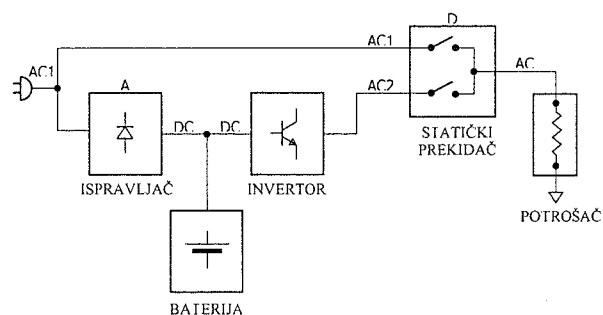 D
AC1
AC1
A
AC2
AC
DC
DC
STATIČKI
PREKIDAČ
ISPRAVLJAČ
INVERTOR
POTROŠAČ
BATERIJA